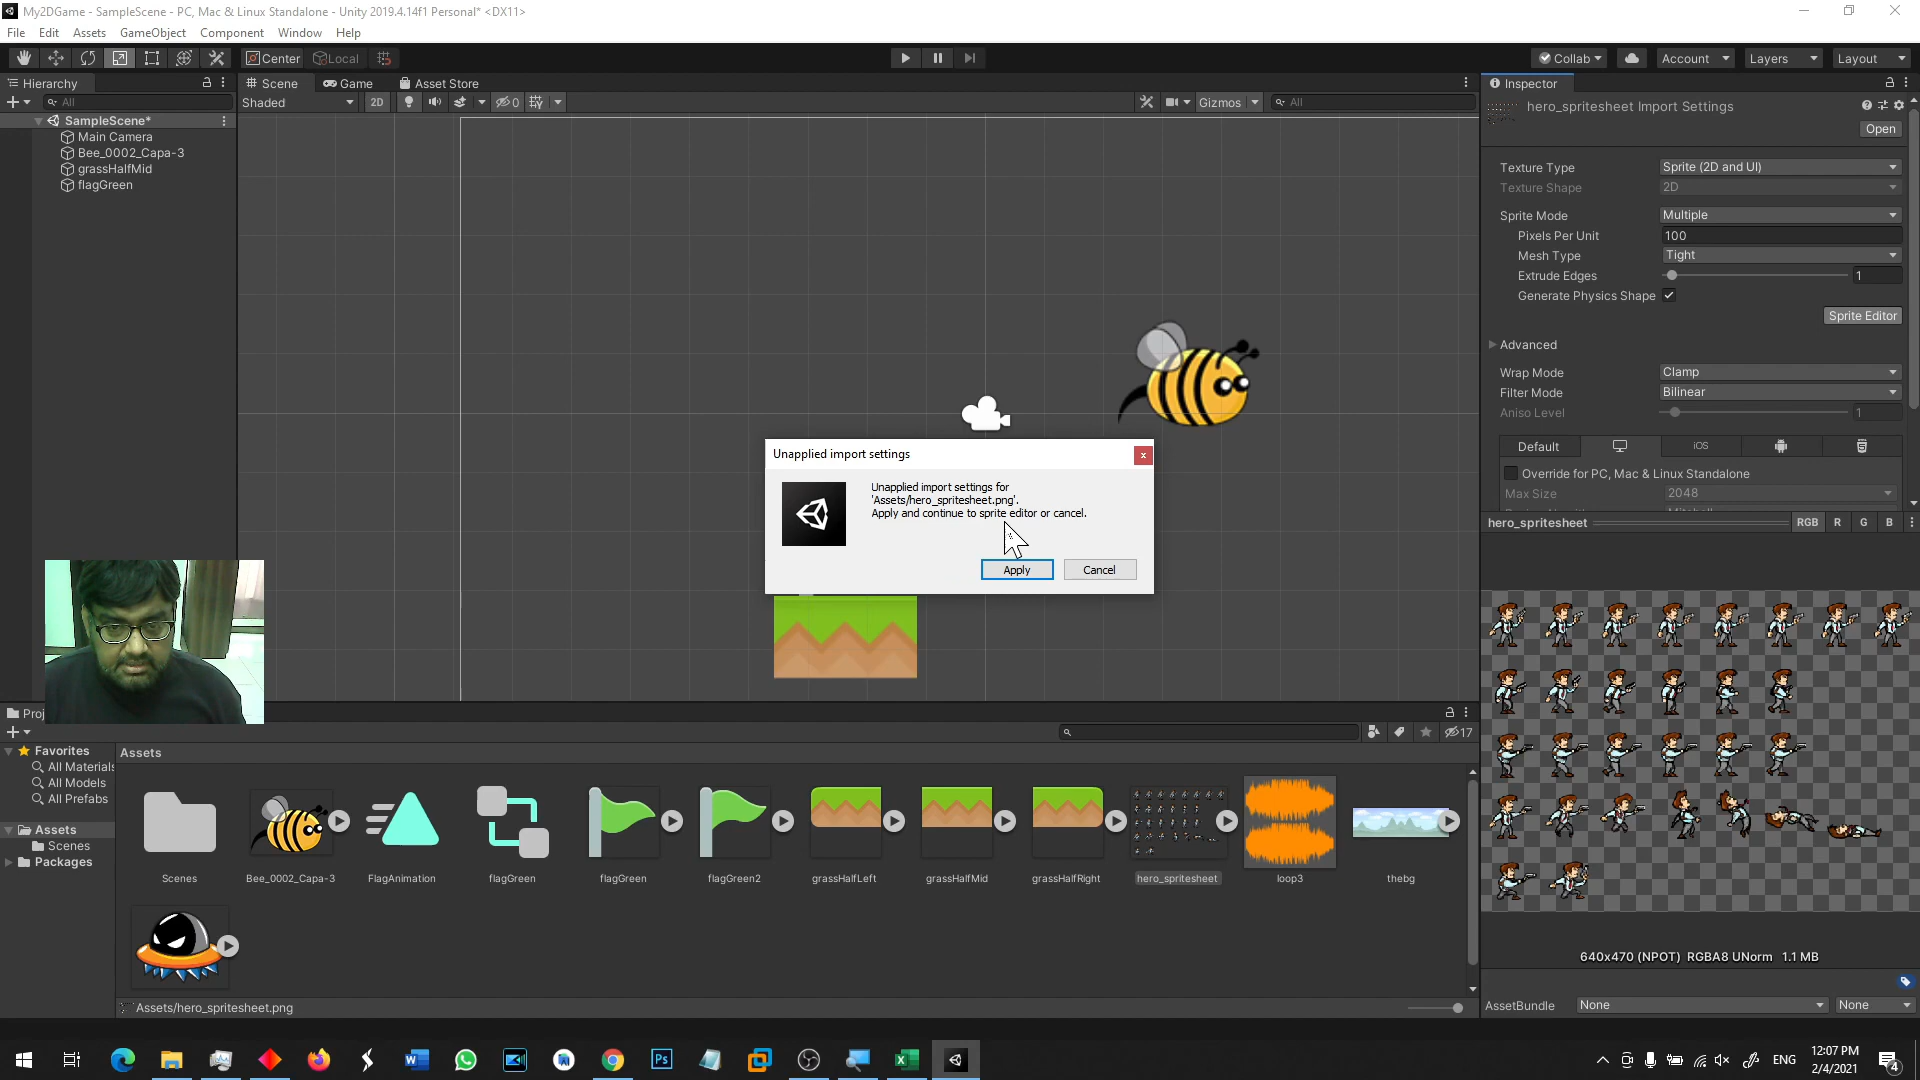 My2DGame - SampleScene - PC, Mac & Linux Standalone - Unity 2019.4.14f1 Personal* <DX11>
File Edit Assets GameObject Component Window Help
Center Local Collab Account Layers Layout
Hierarchy Scene Game Asset Store Inspector
All Shaded 2D 0 Gizmos All
hero_spritesheet Import Settings
Open
SampleScene*
Main Camera
Bee_0002_Capa-3
grassHalfMid
flagGreen
Texture Type Sprite (2D and UI)
Texture Shape 2D
Sprite Mode Multiple
Pixels Per Unit 100
Mesh Type Tight
Extrude Edges 1
Generate Physics Shape
Sprite Editor
Advanced
Wrap Mode Clamp
Filter Mode Bilinear
Aniso Level 1
Default iOS
Override for PC, Mac & Linux Standalone
Max Size 2048
Unapplied import settings
Unapplied import settings for
'Assets/hero_spritesheet.png'.
Apply and continue to sprite editor or cancel.
Apply Cancel
hero_spritesheet RGB R G B
640x470 (NPOT) RGBA8 UNorm 1.1 MB
AssetBundle None None
Proj
17
Favorites
All Materials
All Models
All Prefabs
Assets
Scenes
Packages
Assets
Scenes Bee_0002_Capa-3 FlagAnimation flagGreen flagGreen flagGreen2 grassHalfLeft grassHalfMid grassHalfRight hero_spritesheet loop3 thebg
Assets/hero_spritesheet.png
ENG 12:07 PM
2/4/2021
4